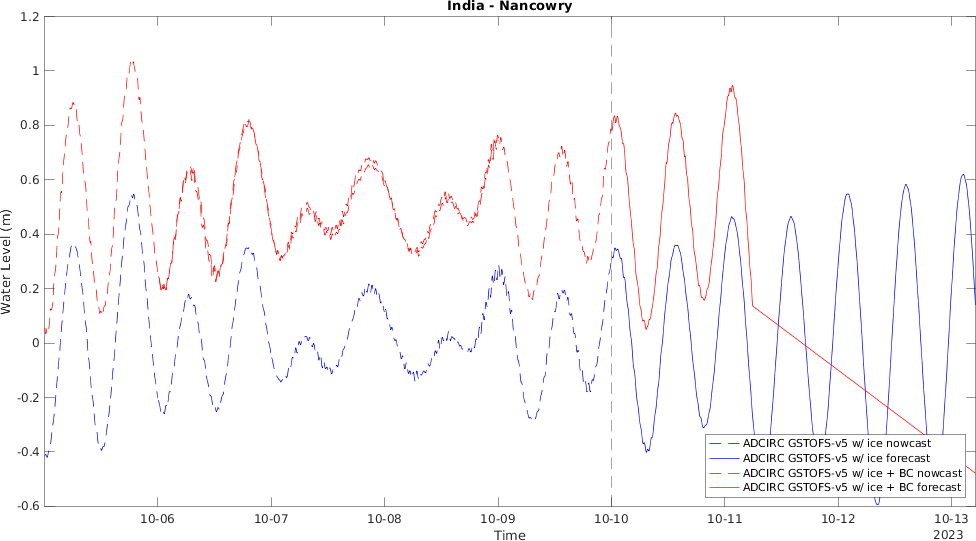 India - Nancowry
1.2
1
0.8
0.6
0.4
0.2
0
-0.2
-0.4
-0.6
Water Level (m)
ADCIRC GSTOFS-v5 w/ ice nowcast
ADCIRC GSTOFS-v5 w/ ice forecast
ADCIRC GSTOFS-v5 w/ ice + BC nowcast
ADCIRC GSTOFS-v5 w/ ice + BC forecast
10-06 10-07 10-08 10-09 10-10 10-11 10-12 10-13
2023
Time